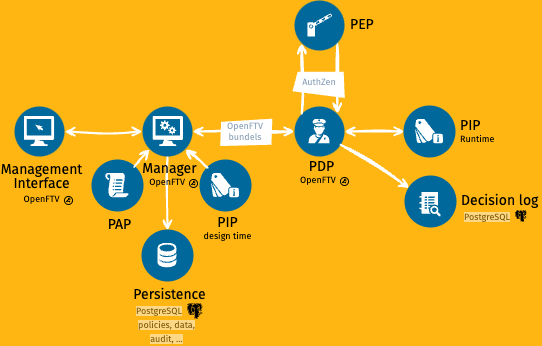 PEP
AuthZen
OpenFTV
bundels
PIP
Runtime
Management
Interface
OpenFTV
Manager
OpenFTV
PDP
OpenFTV
PAP
PIP
design time
Decision log
PostgreSQL
Persistence
PostgreSQL
policies, data,
audit, ...